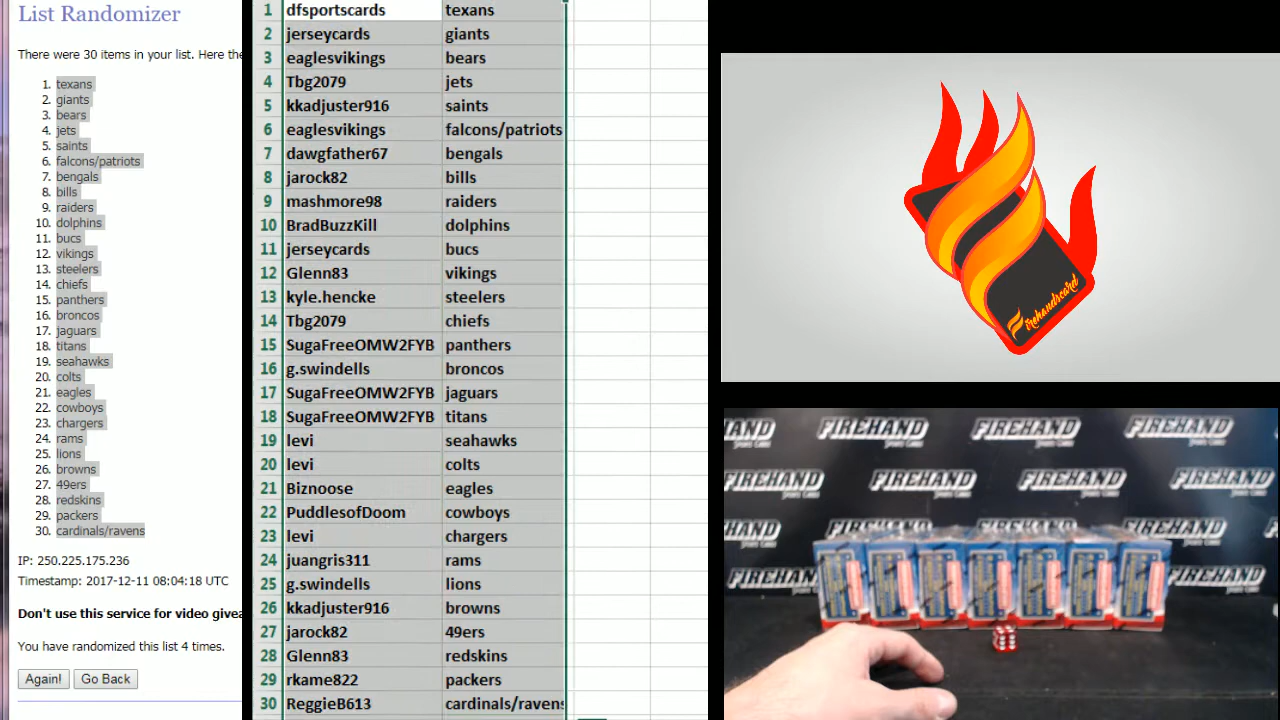 List Randomizer
There were 30 items in your list. Here the
1. texans
2. giants
3. bears
4. jets
5. saints
6. falcons/patriots
7. bengals
8. bills
9. raiders
10. dolphins
11. bucs
12. vikings
13. steelers
14. chiefs
15. panthers
16. broncos
17. jaguars
18. titans
19. seahawks
20. colts
21. eagles
22. cowboys
23. chargers
24. rams
25. lions
26. browns
27. 49ers
28. redskins
29. packers
30. cardinals/ravens
IP: 250.225.175.236
Timestamp: 2017-12-11 08:04:18 UTC
Don't use this service for video givea
You have randomized this list 4 times.
Again! Go Back
1 dfsportscards texans
2 jerseycards giants
3 eaglesvikings bears
4 Tbg2079 jets
5 kkadjuster916 saints
6 eaglesvikings falcons/patriots
7 dawgfather67 bengals
8 jarock82 bills
9 mashmore98 raiders
10 BradBuzzKill dolphins
11 jerseycards bucs
12 Glenn83 vikings
13 kyle.hencke steelers
14 Tbg2079 chiefs
15 SugaFreeOMW2FYB panthers
16 g.swindells broncos
17 SugaFreeOMW2FYB jaguars
18 SugaFreeOMW2FYB titans
19 levi seahawks
20 levi colts
21 Biznoose eagles
22 PuddlesofDoom cowboys
23 levi chargers
24 juangris311 rams
25 g.swindells lions
26 kkadjuster916 browns
27 jarock82 49ers
28 Glenn83 redskins
29 rkame822 packers
30 ReggieB613 cardinals/ravens
Firehandscard
FIREHAND FIREHAND FIREHAND
FIREHAND FIREHAND FIREHAND
FIREHAND